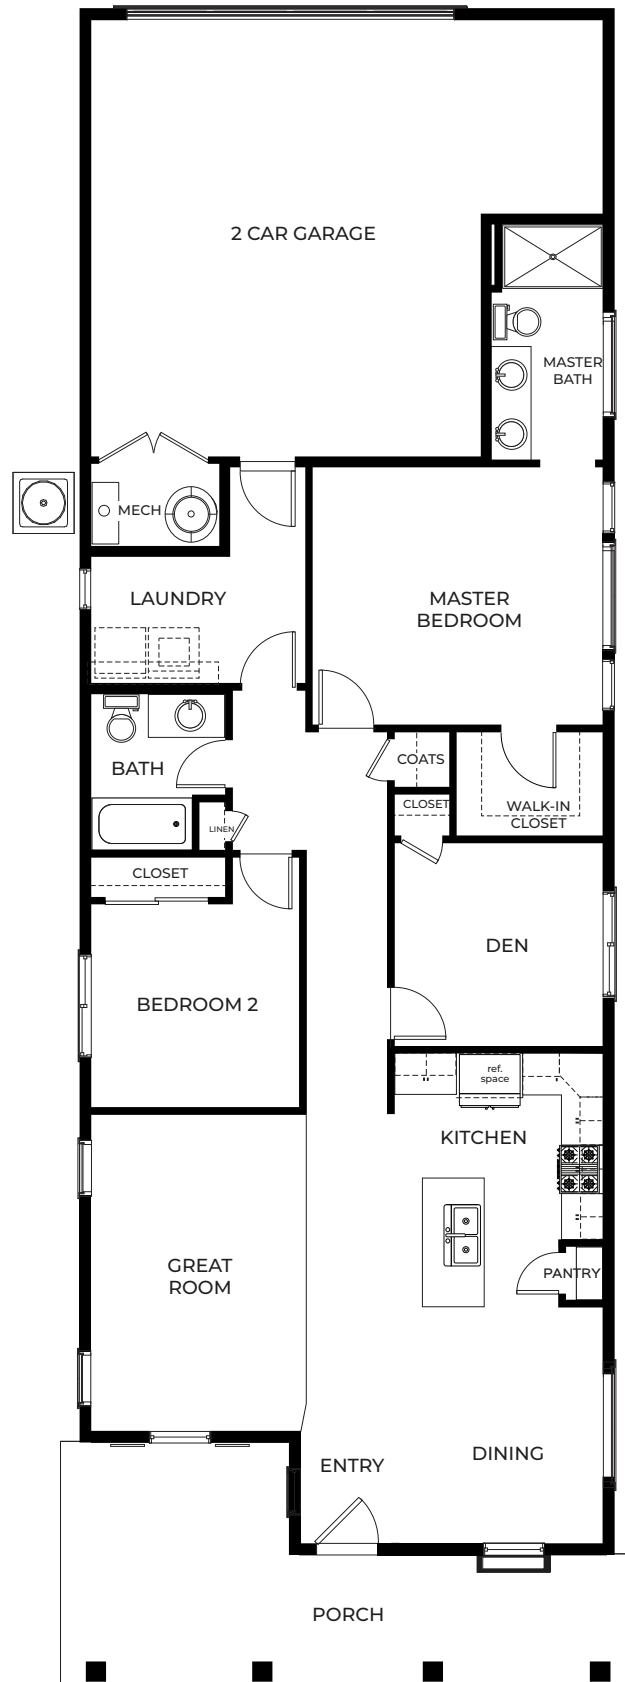 2 CAR GARAGE
MASTER
BATH
MECH
LAUNDRY
MASTER
BEDROOM
BATH
COATS
CLOSET
WALK-IN
CLOSET
LINEN
CLOSET
DEN
BEDROOM 2
ref.
space
KITCHEN
GREAT
ROOM
PANTRY
ENTRY
DINING
PORCH